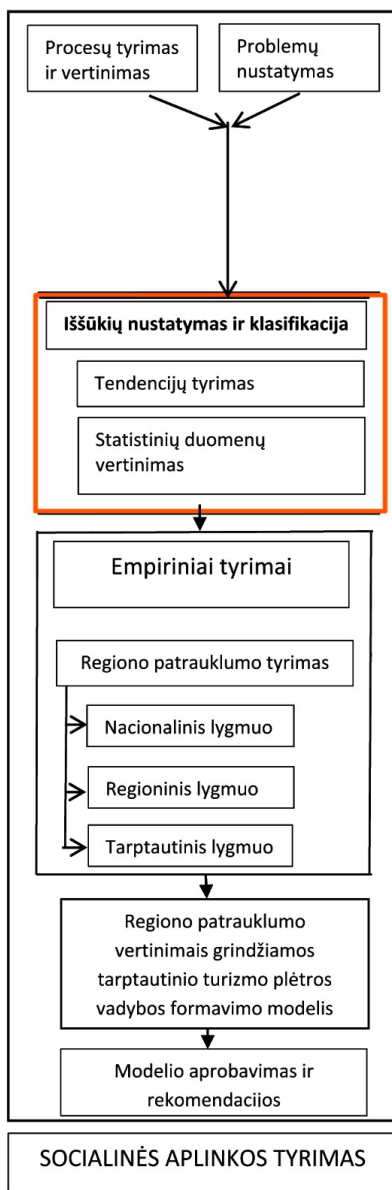 Procesų tyrimas
ir vertinimas
Problemų
nustatymas
Iššūkių nustatymas ir klasifikacija
Tendencijų tyrimas
Statistinių duomenų
vertinimas
Empiriniai tyrimai
Regiono patrauklumo tyrimas
Nacionalinis lygmuo
Regioninis lygmuo
Tarptautinis lygmuo
Regiono patrauklumo
vertinimais grindžiamos
tarptautinio turizmo plėtros
vadybos formavimo modelis
Modelio aprobavimas ir
rekomendacijos
SOCIALINĖS APLINKOS TYRIMAS